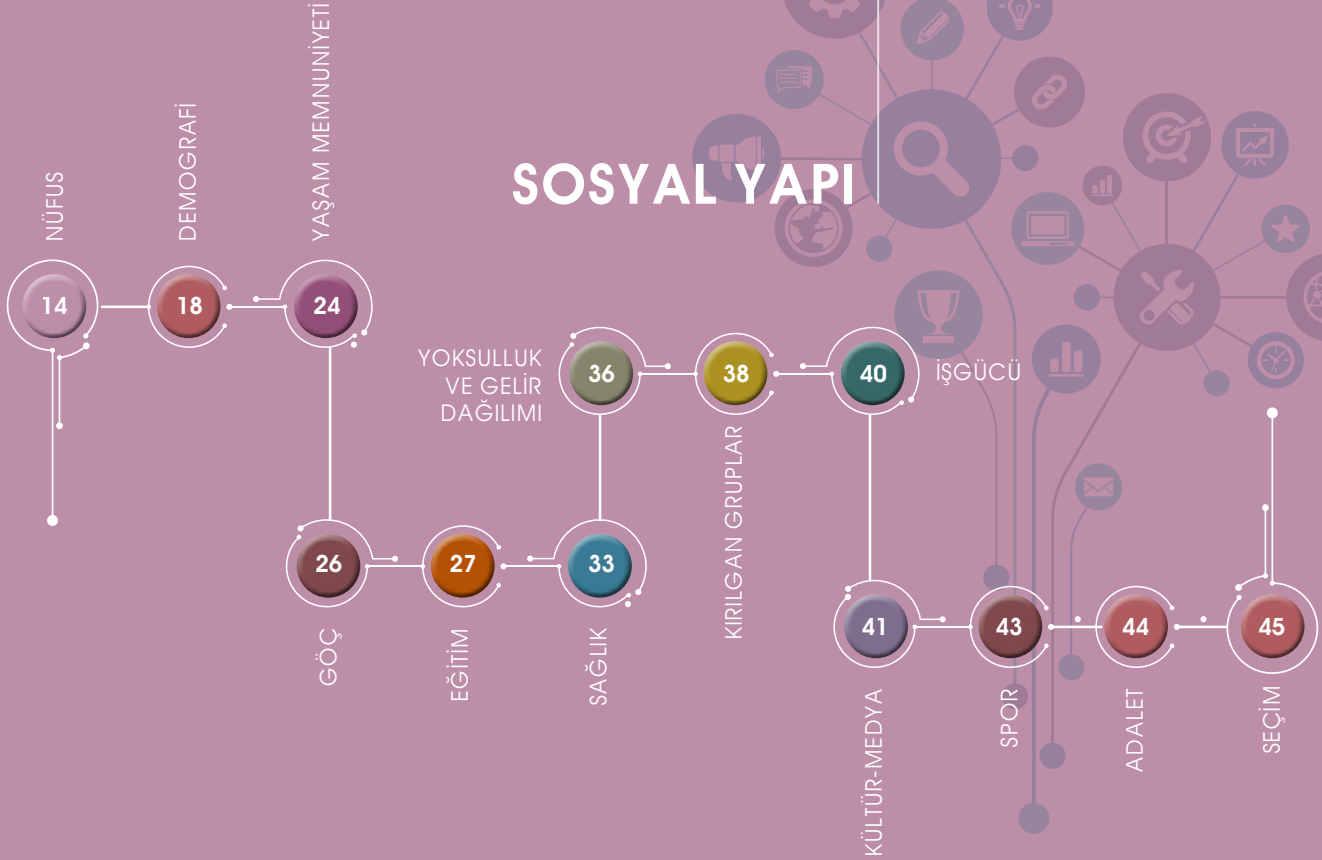 SOSYAL YAPI
NÜFUS
14
DEMOGRAFİ
18
YAŞAM MEMNUNİYETİ
24
GÖÇ
26
EĞİTİM
27
SAĞLIK
33
YOKSULLUK
VE GELİR
DAĞILIMI
36
KIRILGAN GRUPLAR
38
İŞGÜCÜ
40
KÜLTÜR-MEDYA
41
SPOR
43
ADALET
44
SEÇİM
45